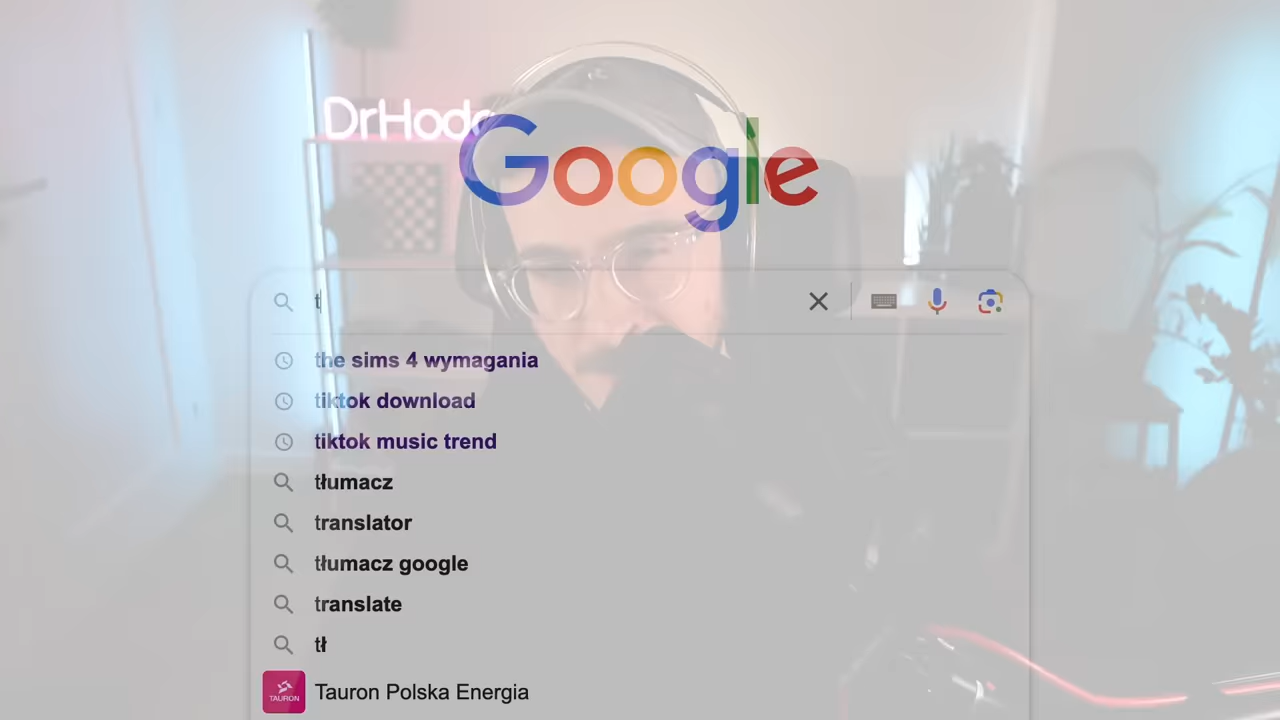 DrHodo
Google
t
the sims 4 wymagania
tiktok download
tiktok music trend
tłumacz
translator
tłumacz google
translate
tł
TAURON
Tauron Polska Energia